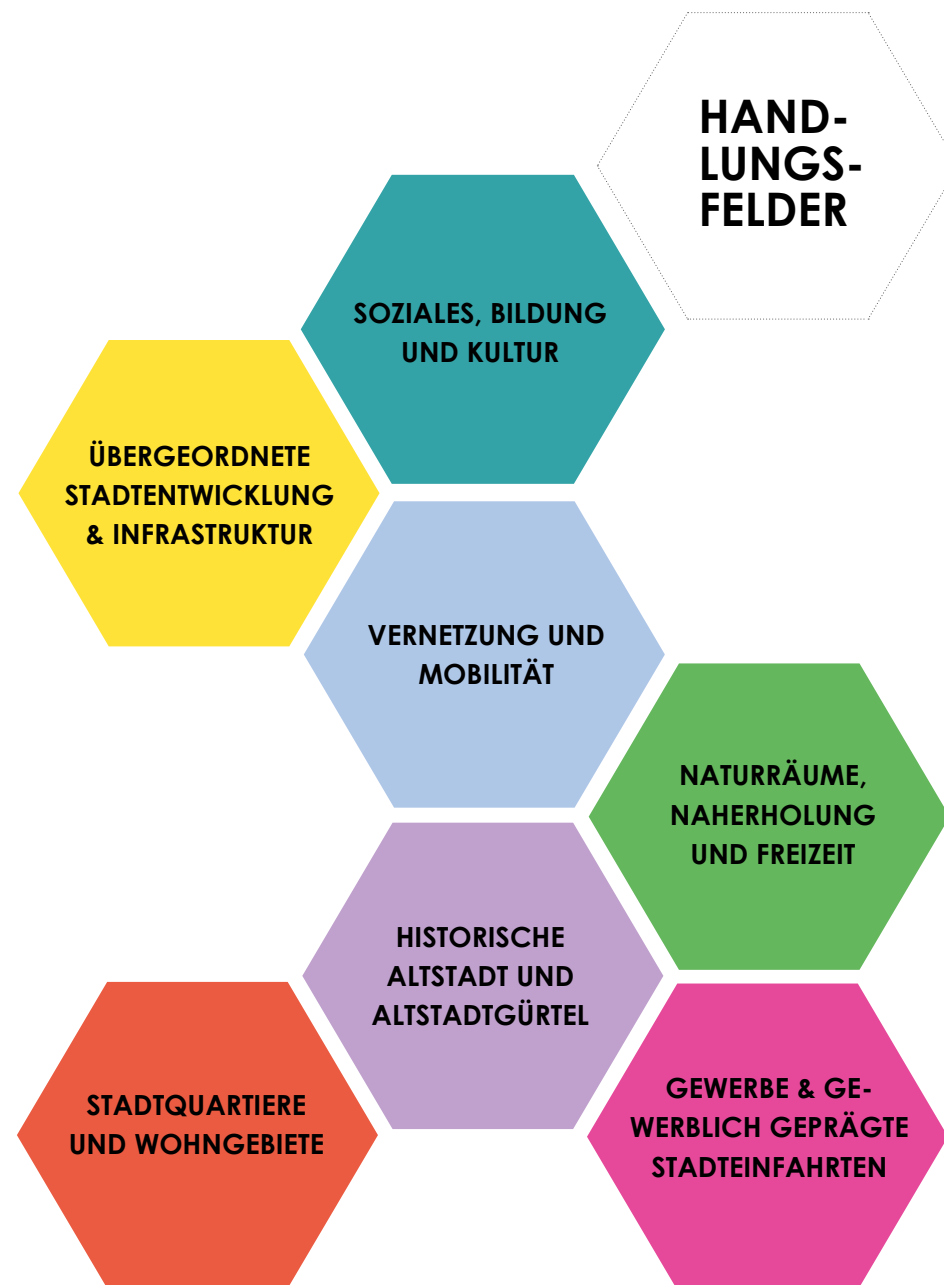 HAND-
LUNGS-
FELDER
SOZIALES, BILDUNG
UND KULTUR
ÜBERGEORDNETE
STADTENTWICKLUNG
& INFRASTRUKTUR
VERNETZUNG UND
MOBILITÄT
NATURRÄUME,
NAHERHOLUNG
UND FREIZEIT
HISTORISCHE
ALTSTADT UND
ALTSTADTGÜRTEL
STADTQUARTIERE
UND WOHNGEBIETE
GEWERBE & GE-
WERBLICH GEPRÄGTE
STADTEINFAHRTEN